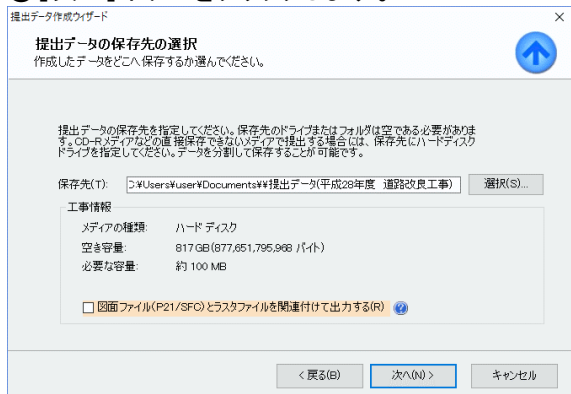 提出データ作成ウィザード
提出データの保存先の選択
作成したデータをどこへ保存するか選んでください。
提出データの保存先を指定してください。保存先のドライブまたはフォルダは空である必要がありま
す。CD-Rメディアなどの直接保存できないメディアで提出する場合には、保存先にハードディスク
ドライブを指定してください。データを分割して保存することが可能です。
保存先(T): C:¥Users¥user¥Documents¥¥提出データ(平成28年度 道路改良工事) 選択(S)...
工事情報
メディアの種類: ハード ディスク
空き容量: 817 GB (877,651,795,968 バイト)
必要な容量: 約 100 MB
図面ファイル(P21/SFC)とラスタファイルを関連付けて出力する(R)
< 戻る(B) 次へ(N) > キャンセル